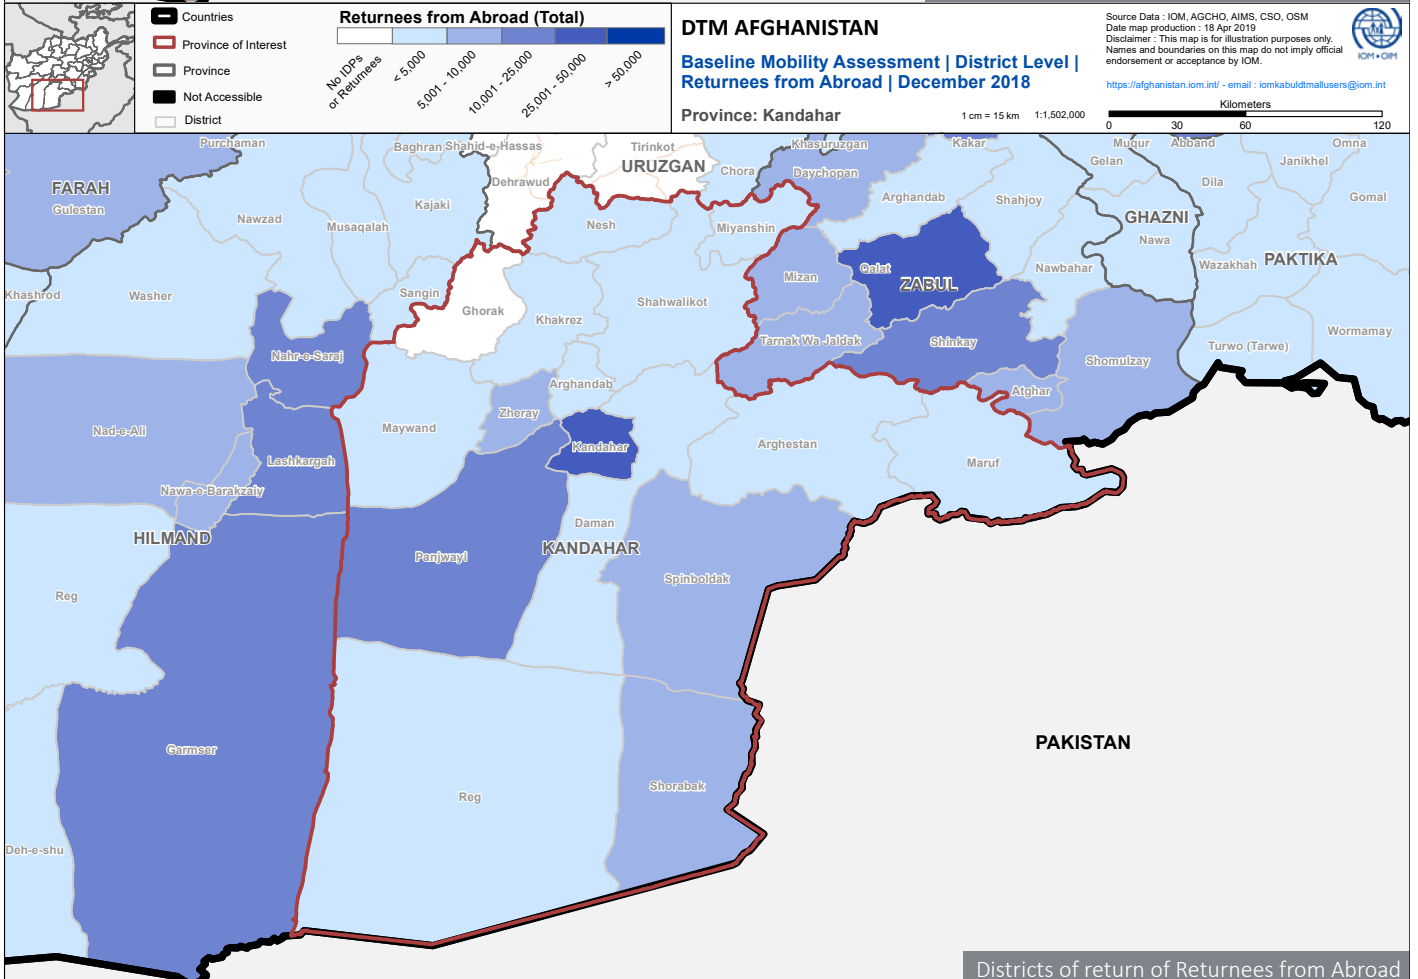 Countries
Province of Interest
Province
Not Accessible
District
Returnees from Abroad (Total)
No IDPs
or Returnees
< 5,000
5,001 - 10,000
10,001 - 25,000
25,001 - 50,000
> 50,000
DTM AFGHANISTAN
Baseline Mobility Assessment | District Level |
Returnees from Abroad | December 2018
Province: Kandahar
1 cm = 15 km
1:1,502,000
Source Data : IOM, AGCHO, AIMS, CSO, OSM
Date map production : 18 Apr 2019
Disclaimer : This map is for illustration purposes only.
Names and boundaries on this map do not imply official
endorsement or acceptance by IOM.
IOM•OIM
https://afghanistan.iom.int/ - email : iomkabuldtmallusers@iom.int
Kilometers
0 30 60 120
Purchaman
Baghran
Shahid-e-Hassas
Tirinkot
Khasuruzgan
Kakar
Muqur
Abband
Omna
URUZGAN
Gelan
Janikhel
Chora
Daychopan
Dehrawud
Dila
FARAH
Gulestan
Kajaki
Arghandab
Shahjoy
Gomal
Nawzad
Musaqalah
Nesh
Miyanshin
GHAZNI
Nawa
PAKTIKA
Wazakhah
Qalat
Nawbahar
Mizan
ZABUL
Khashrod
Washer
Sangin
Shahwalikot
Ghorak
Khakrez
Wormamay
Tarnak Wa Jaldak
Shinkay
Turwo (Tarwe)
Nahr-e-Saraj
Shomulzay
Arghandab
Atghar
Zheray
Maywand
Nad-e-Ali
Kandahar
Arghestan
Lashkargah
Maruf
Nawa-e-Barakzaiy
Daman
HILMAND
KANDAHAR
Panjwayi
Spinboldak
Reg
PAKISTAN
Garmser
Shorabak
Reg
Deh-e-shu
Districts of return of Returnees from Abroad